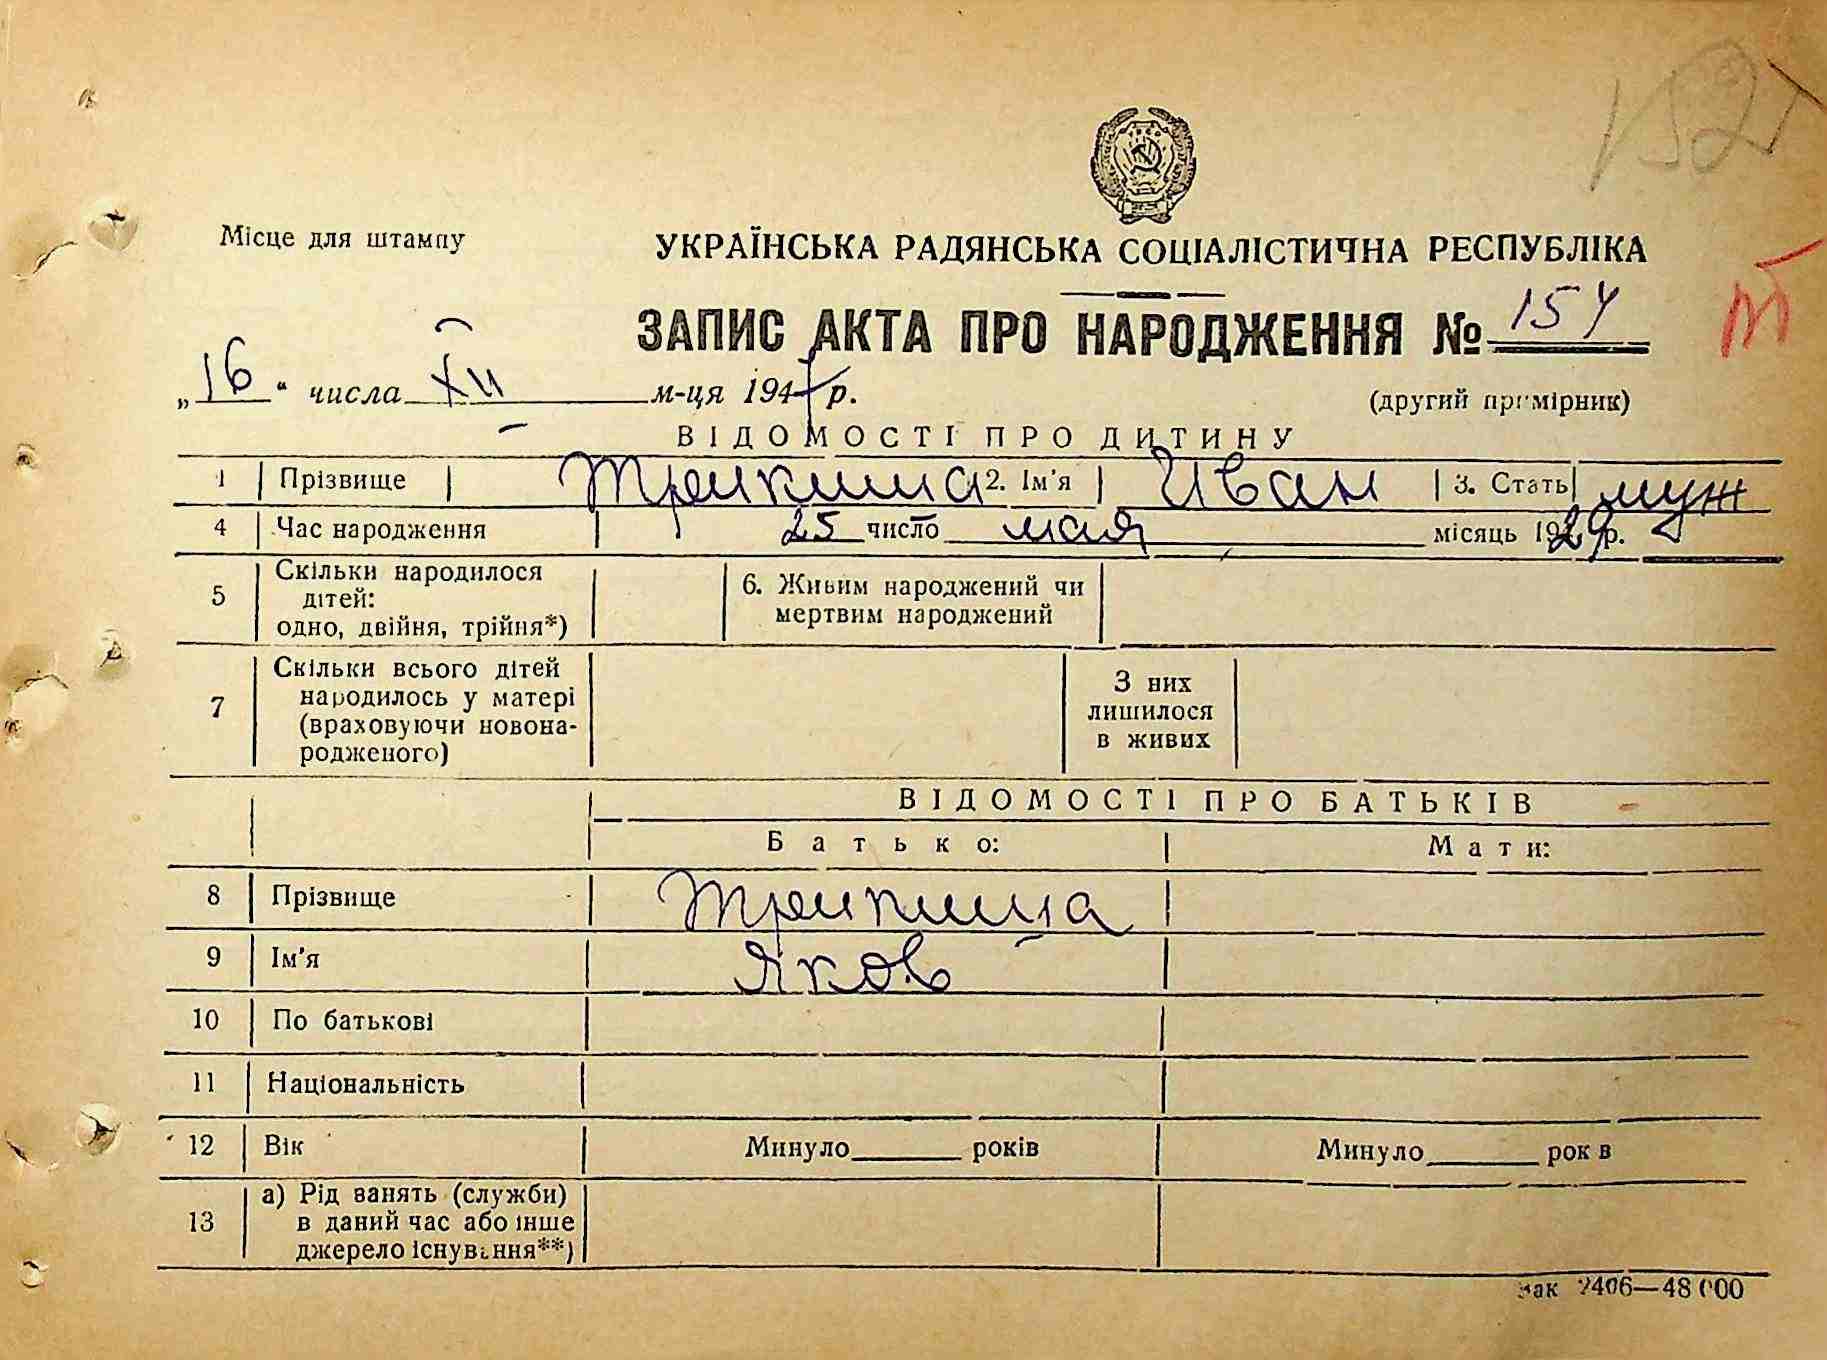 152
Місце для штампу
УКРАЇНСЬКА РАДЯНСЬКА СОЦІАЛІСТИЧНА РЕСПУБЛІКА
ЗАПИС АКТА ПРО НАРОДЖЕННЯ № 154
„16“ числа XII м-ця 194 р.
(другий примірник)
ВІДОМОСТІ ПРО ДИТИНУ
1 Прізвище 2. Ім'я Иван 3. Стать муж
4 Час народження 25 число мая місяць 1929 р.
5 Скільки народилося дітей: одно, двійня, трійня*) 6. Живим народжений чи мертвим народжений
7 Скільки всього дітей народилось у матері (враховуючи новонародженого) З них лишилося в живих
ВІДОМОСТІ ПРО БАТЬКІВ
Батько: Мати:
8 Прізвище
9 Ім'я Яков
10 По батькові
11 Національність
12 Вік Минуло років Минуло рок в
13 а) Рід занять (служби) в даний час або інше джерело існування**)
Зак 2406—48 000